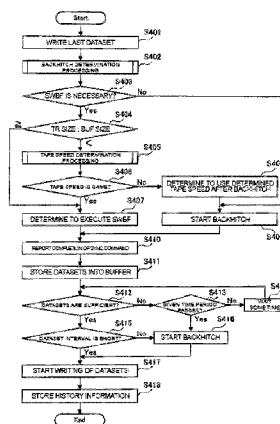 Start
S401
WRITE LAST DATASET
S402
BACKHITCH DETERMINATION
PROCESSING
S403
SWBF IS NECESSARY?
No
Yes
S404
TR SIZE : BUF SIZE
≥
<
S405
TAPE SPEED DETERMINATION
PROCESSING
S406
TAPE SPEED IS SAME?
No
DETERMINE TO USE DETERMINED
TAPE SPEED AFTER BACKHITCH
Yes
S407
DETERMINE TO EXECUTE SWBF
START BACKHITCH
S410
REPORT COMPLETION OF SYNC COMMAND
S411
STORE DATASETS INTO BUFFER
S412
DATASETS ARE SUFFICIENT?
No
S413
GIVEN TIME PERIOD
PASSES?
No
WAIT
SOME TIME
Yes
Yes
S415
DATASET INTERVAL IS SHORT?
No
S416
START BACKHITCH
Yes
S417
START WRITING OF DATASETS
S418
STORE HISTORY INFORMATION
End